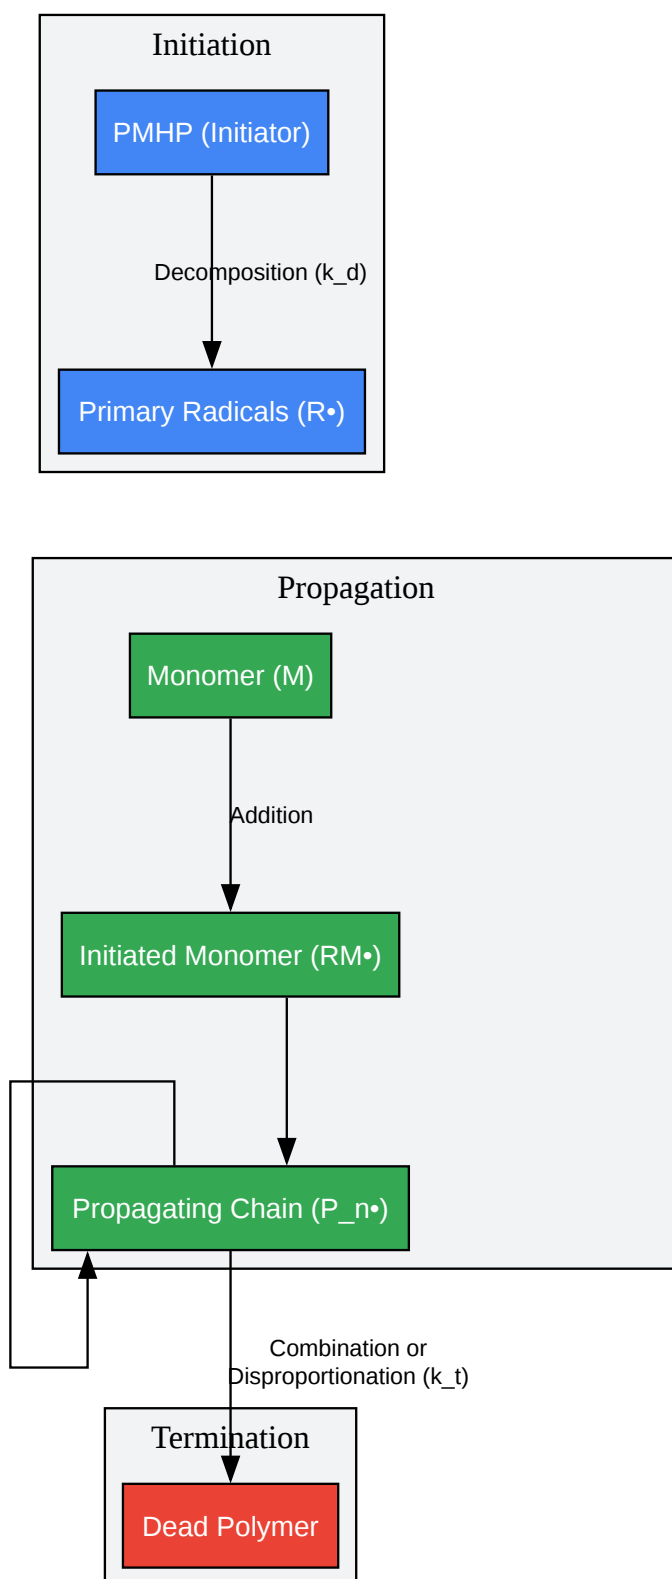 Initiation
PMHP (Initiator)
Decomposition (k_d)
Primary Radicals (R•)
Propagation
Monomer (M)
Addition
Initiated Monomer (RM•)
Propagating Chain (P_n•)
Combination or
Disproportionation (k_t)
Termination
Dead Polymer